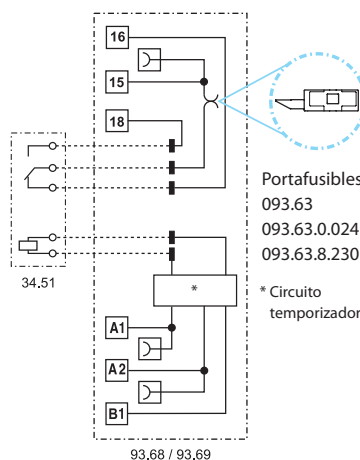 16
15
18
34.51
Portafusibles
093.63
093.63.0.024
093.63.8.230
* Circuito
temporizador
*
A1
A2
B1
93.68 / 93.69